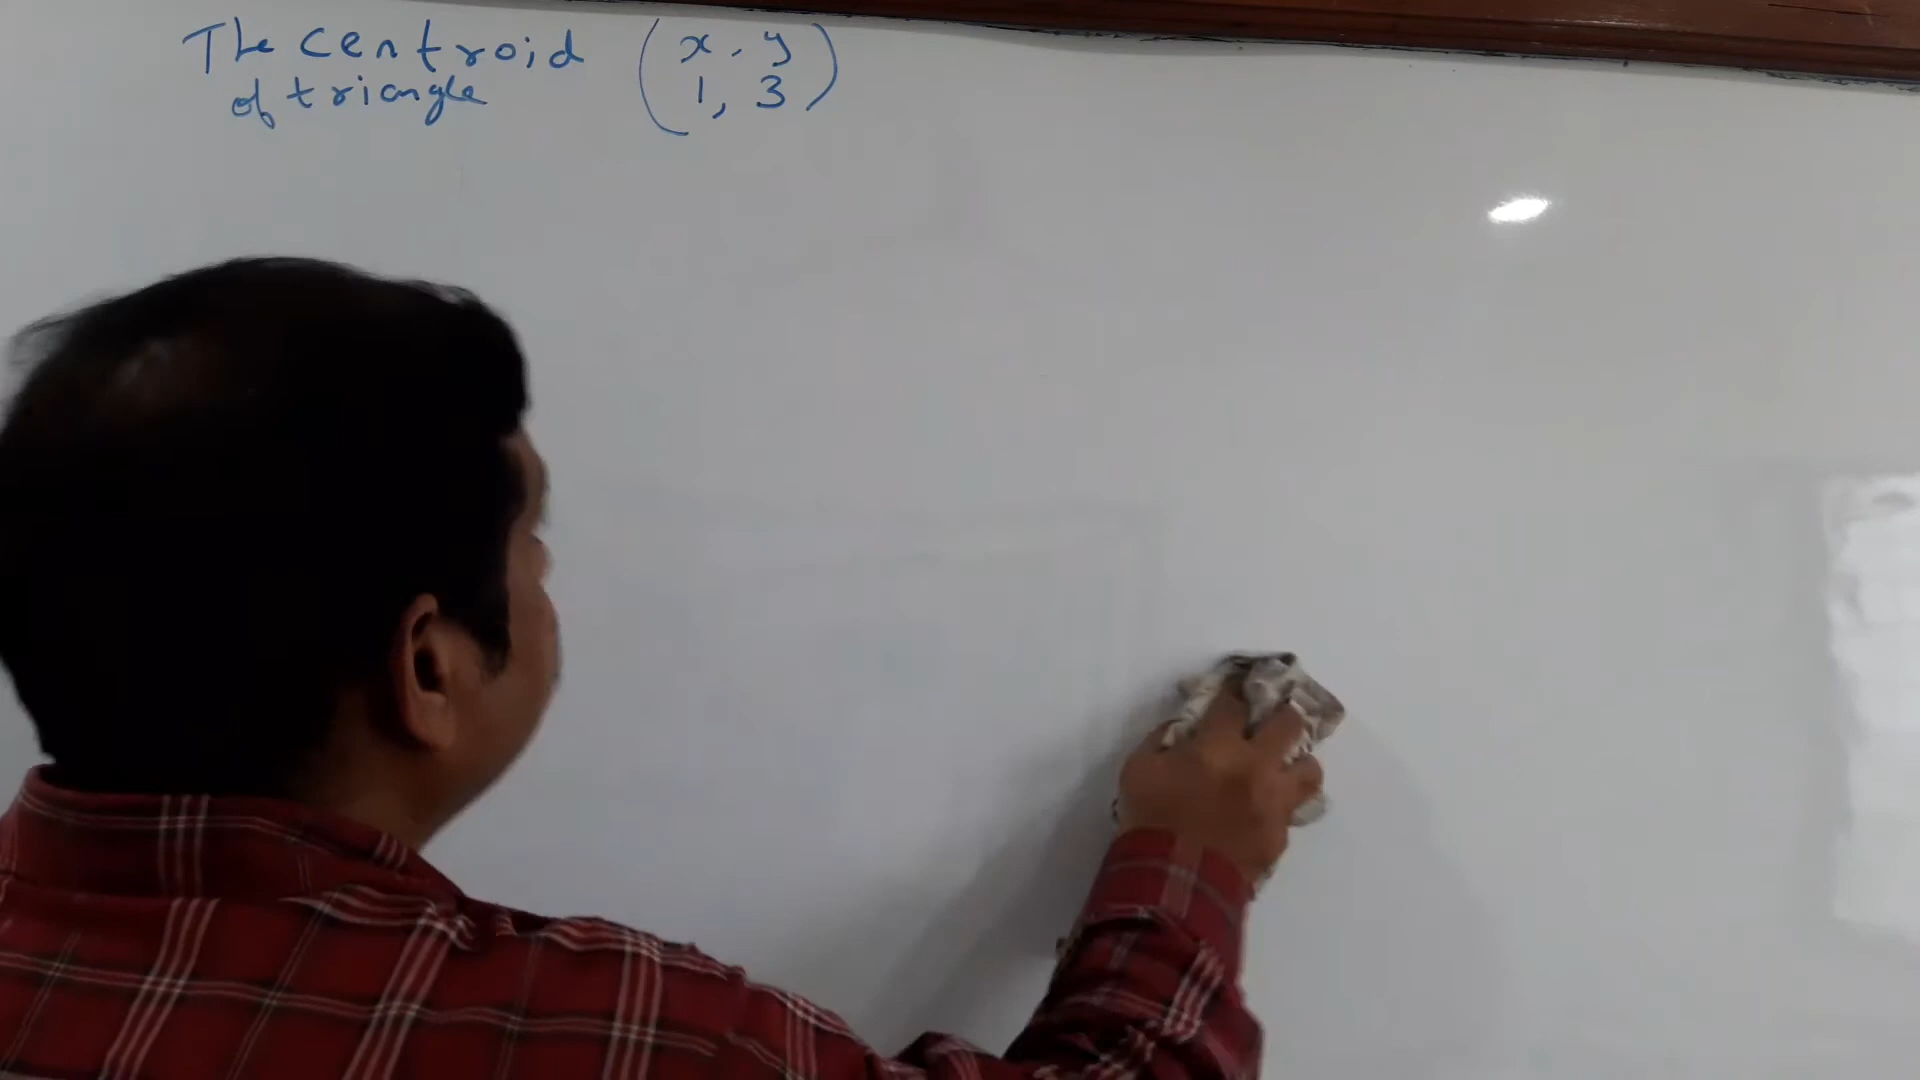 The centroid (x, y
of triangle 1, 3)